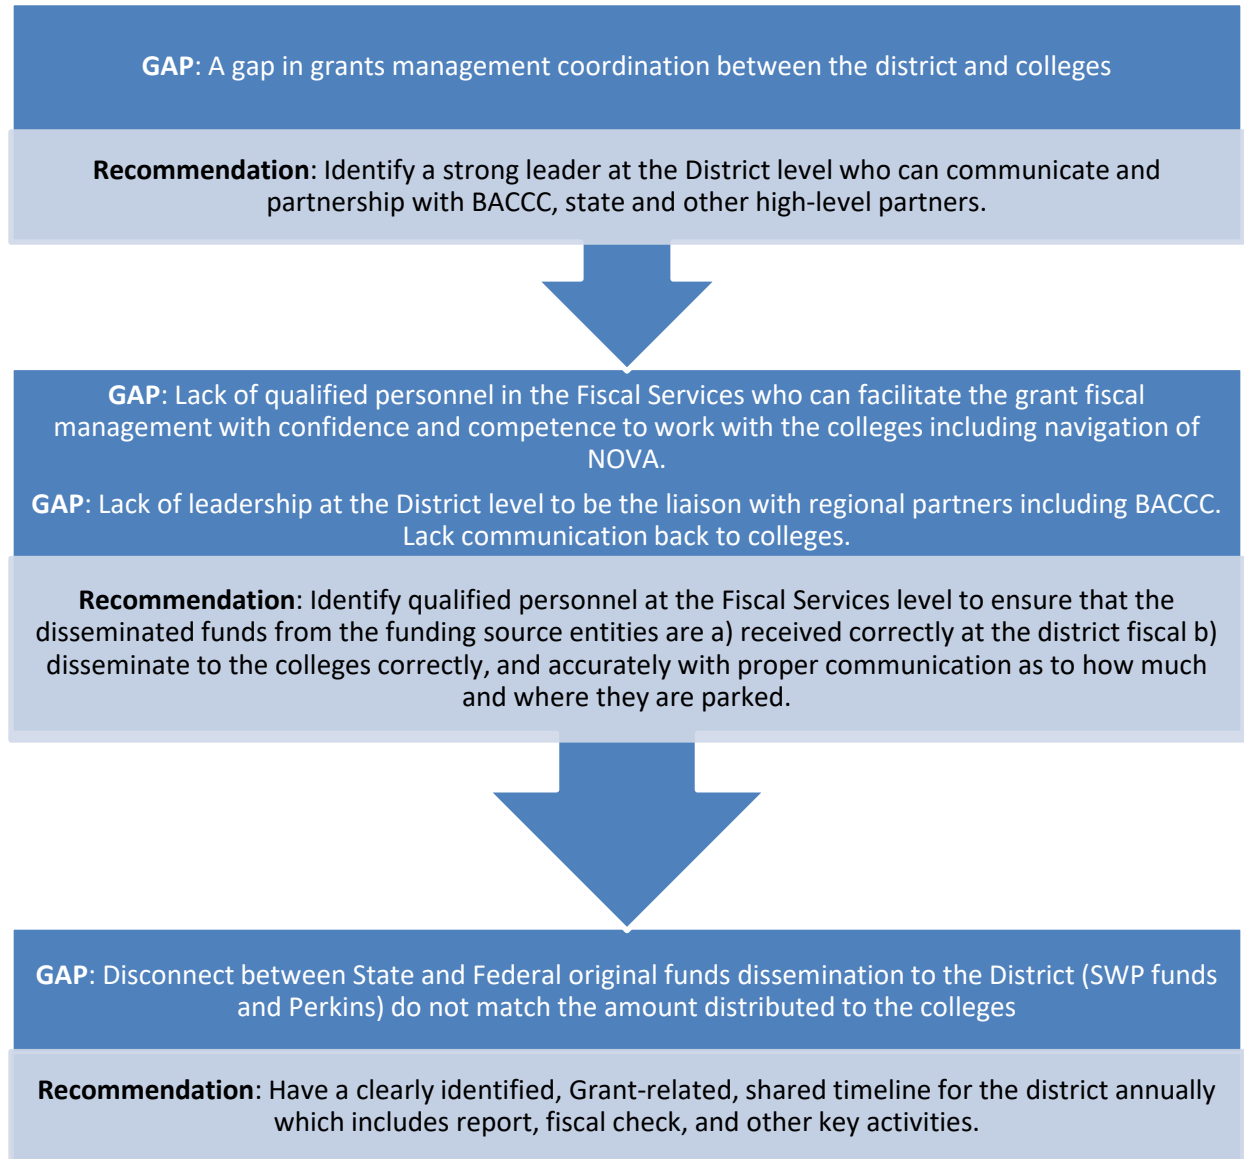 GAP: A gap in grants management coordination between the district and colleges
Recommendation: Identify a strong leader at the District level who can communicate and
partnership with BACCC, state and other high-level partners.
GAP: Lack of qualified personnel in the Fiscal Services who can facilitate the grant fiscal
management with confidence and competence to work with the colleges including navigation of
NOVA.
GAP: Lack of leadership at the District level to be the liaison with regional partners including BACCC.
Lack communication back to colleges.
Recommendation: Identify qualified personnel at the Fiscal Services level to ensure that the
disseminated funds from the funding source entities are a) received correctly at the district fiscal b)
disseminate to the colleges correctly, and accurately with proper communication as to how much
and where they are parked.
GAP: Disconnect between State and Federal original funds dissemination to the District (SWP funds
and Perkins) do not match the amount distributed to the colleges
Recommendation: Have a clearly identified, Grant-related, shared timeline for the district annually
which includes report, fiscal check, and other key activities.